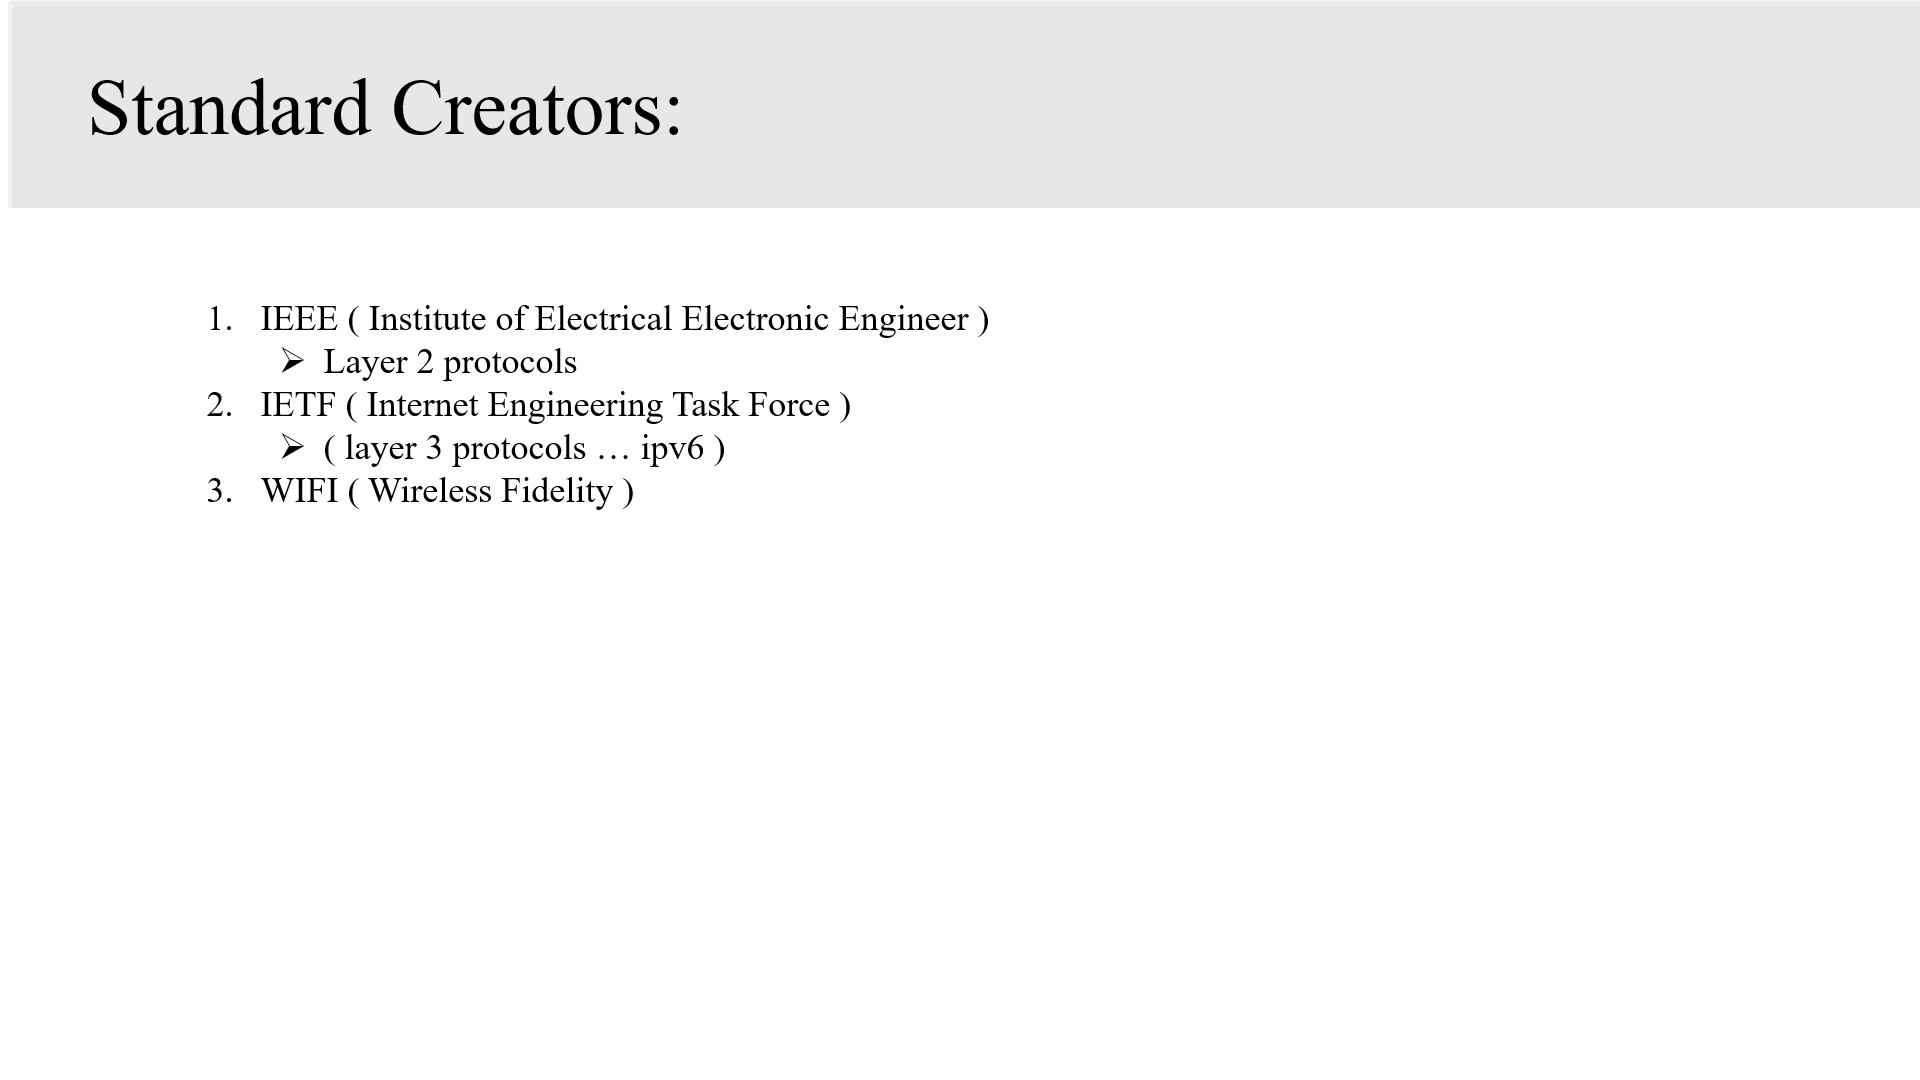 Standard Creators:
1. IEEE ( Institute of Electrical Electronic Engineer )
➢ Layer 2 protocols
2. IETF ( Internet Engineering Task Force )
➢ ( layer 3 protocols … ipv6 )
3. WIFI ( Wireless Fidelity )